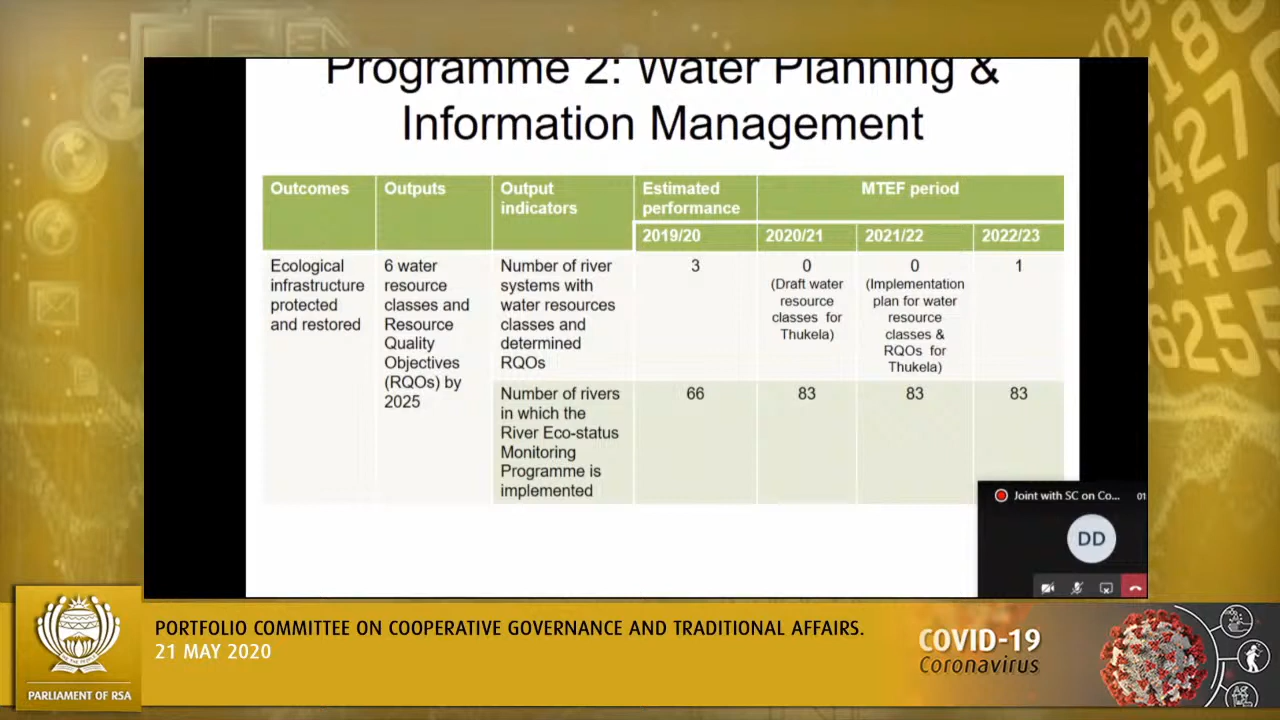 Programme 2: Water Planning &
Information Management
Outcomes
Outputs
Output
indicators
Estimated
performance
MTEF period
2019/20
2020/21
2021/22
2022/23
Ecological
infrastructure
protected
and restored
6 water
resource
classes and
Resource
Quality
Objectives
(RQOs) by
2025
Number of river
systems with
water resources
classes and
determined
RQOs
3
0
(Draft water
resource
classes for
Thukela)
0
(Implementation
plan for water
resource
classes &
RQOs for
Thukela)
1
Number of rivers
in which the
River Eco-status
Monitoring
Programme is
implemented
66
83
83
83
Joint with SC on Co...
01
DD
PORTFOLIO COMMITTEE ON COOPERATIVE GOVERNANCE AND TRADITIONAL AFFAIRS.
21 MAY 2020
PARLIAMENT OF RSA
COVID-19
Coronavirus